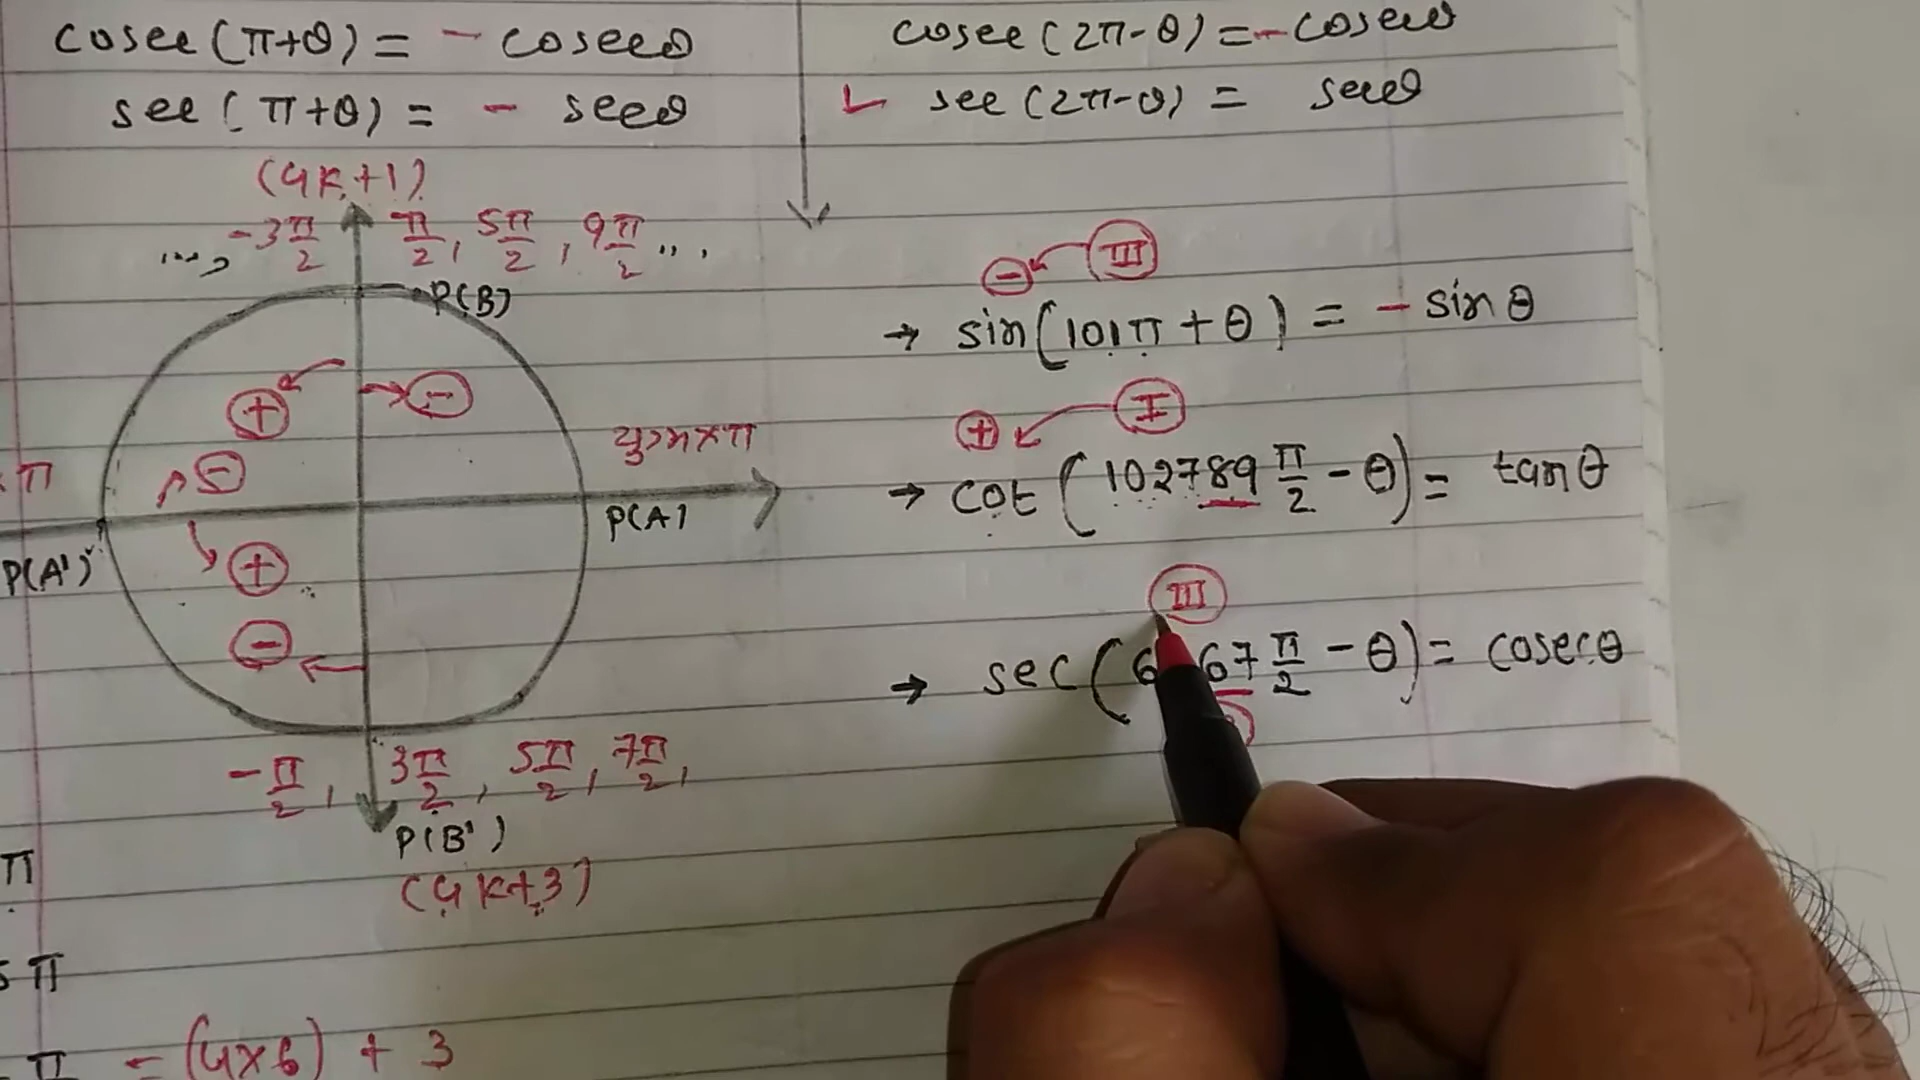 cosec(π+θ) = - cosecθ
sec(π+θ) = - secθ
cosec(2π-θ) = - cosecθ
sec(2π-θ) = secθ
(4K+1)
..., -3π/2 π/2, 5π/2, 9π/2 ...
P(B)
+ -
-
π
યુગ્મ×π
P(A)
P(A')
+
-
-π/2, 3π/2, 5π/2, 7π/2,
P(B')
(4K+3)
π
5π
π = (4×6) + 3
- III
→ sin(101π + θ) = - sinθ
+ I
→ cot(102789 π/2 - θ) = tanθ
III
→ sec(6 67 π/2 - θ) = cosecθ